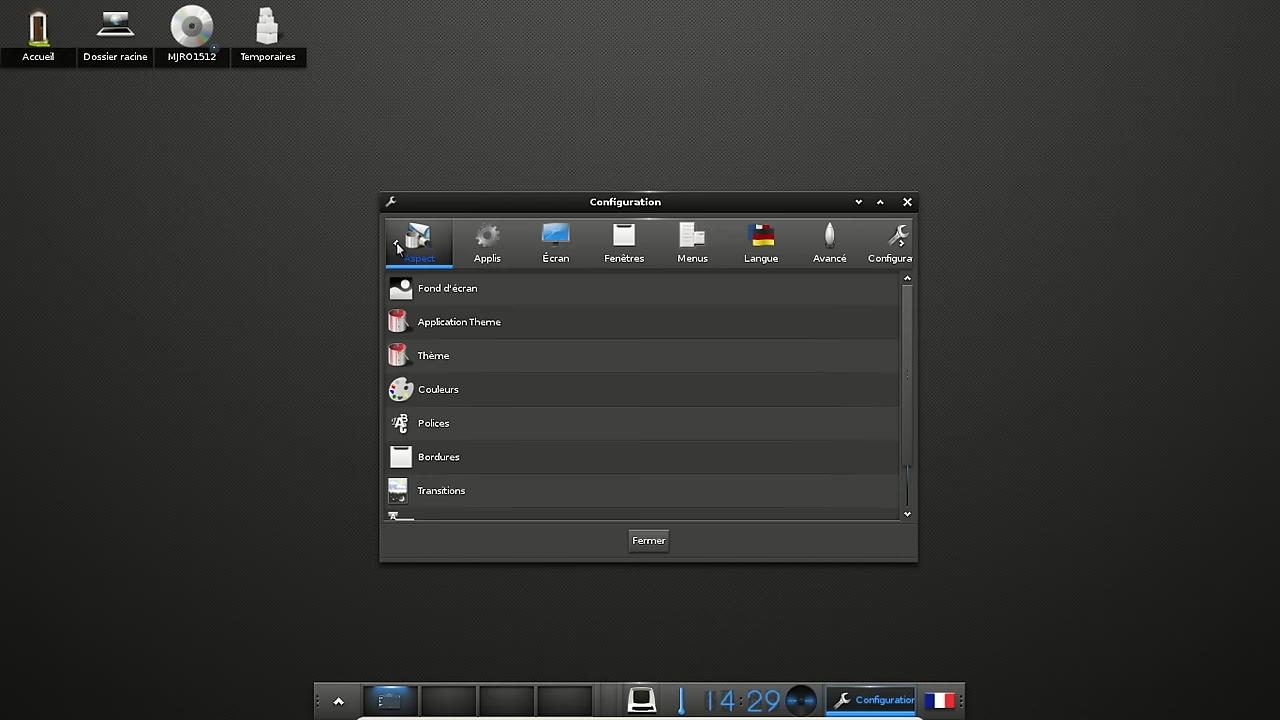 Accueil
Dossier racine
MJRO1512
Temporaires
Configuration
Aspect
Applis
Écran
Fenêtres
Menus
Langue
Avancé
Configura
Fond d'écran
Application Theme
Thème
Couleurs
Polices
Bordures
Transitions
Fermer
14:29
Configuration